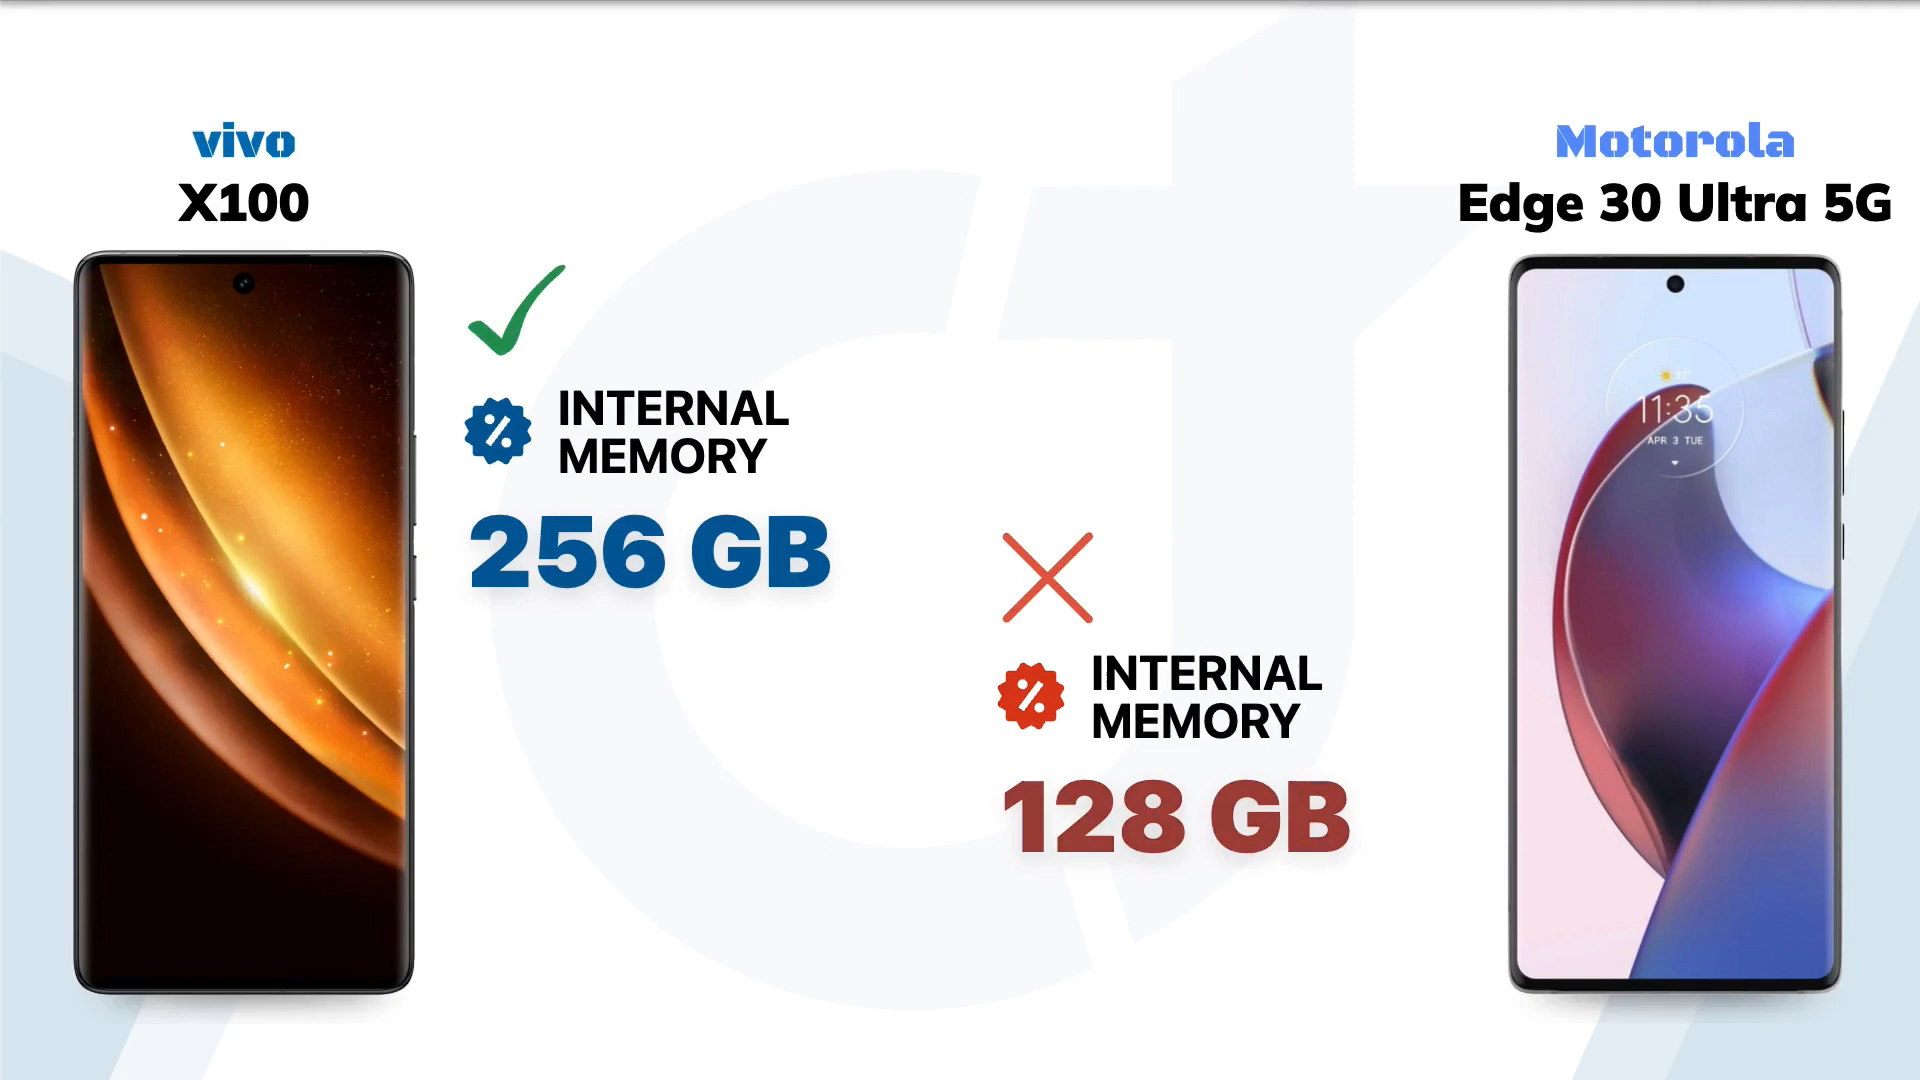 vivo
X100
INTERNAL
MEMORY
256 GB
INTERNAL
MEMORY
128 GB
Motorola
Edge 30 Ultra 5G
11:35
APR 3 TUE